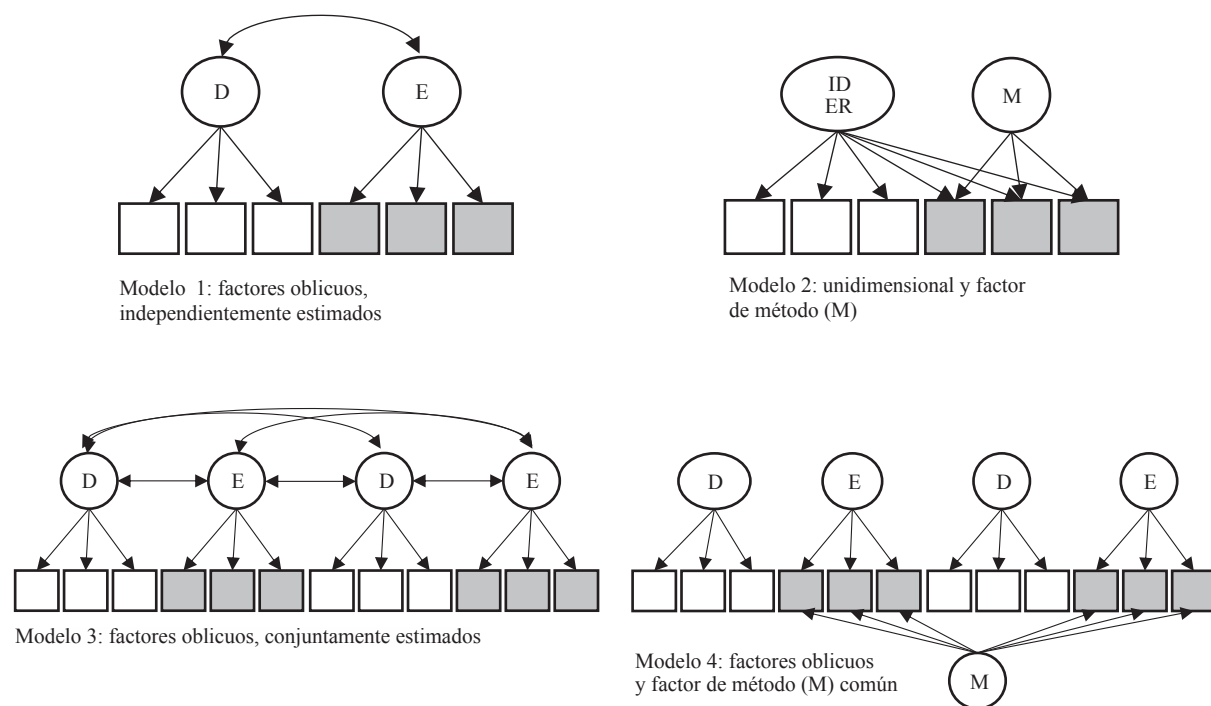 D
E
ID
ER
M
Modelo 1: factores oblicuos,
independientemente estimados
Modelo 2: unidimensional y factor
de método (M)
D
E
D
E
Modelo 3: factores oblicuos, conjuntamente estimados
D
E
D
E
Modelo 4: factores oblicuos
y factor de método (M) común
M